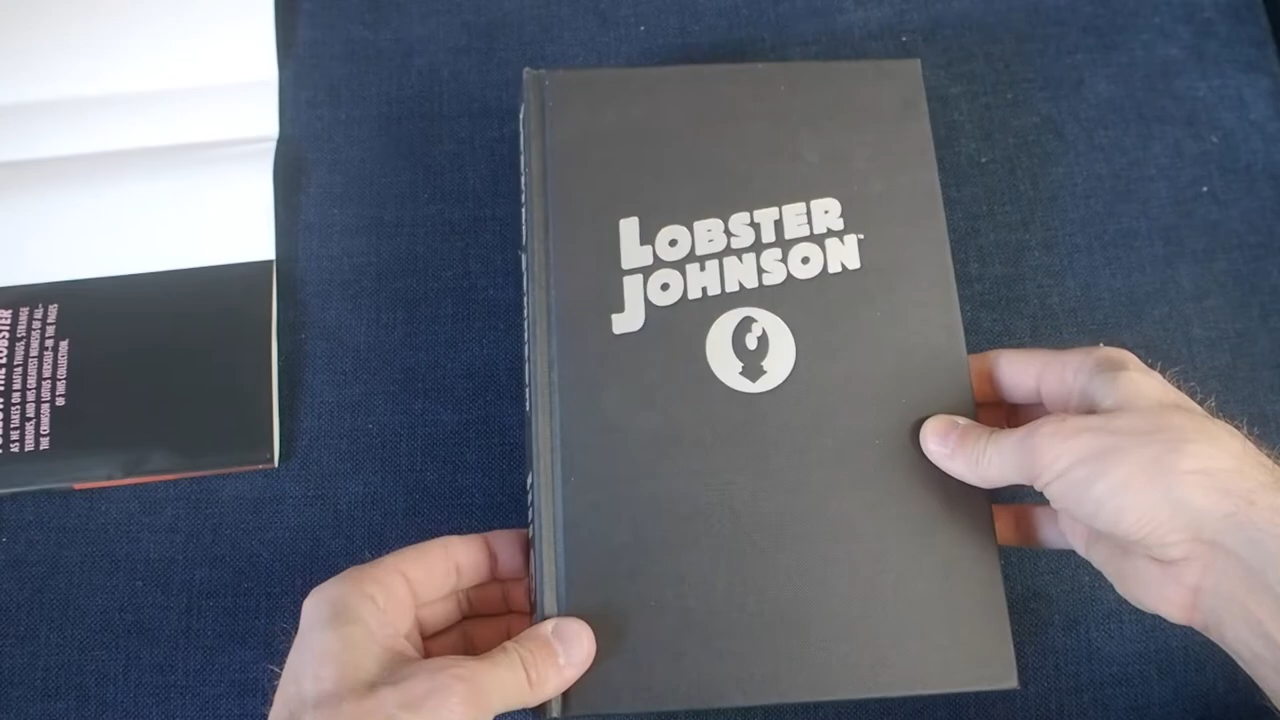 LOBSTER
JOHNSON™
THE LOBSTER
AS HE TAKES ON MAFIA THUGS, STRANGE
TERRORS, AND HIS GREATEST NEMESIS OF ALL—
THE CRIMSON LOTUS HERSELF—IN THE PAGES
OF THIS COLLECTION.